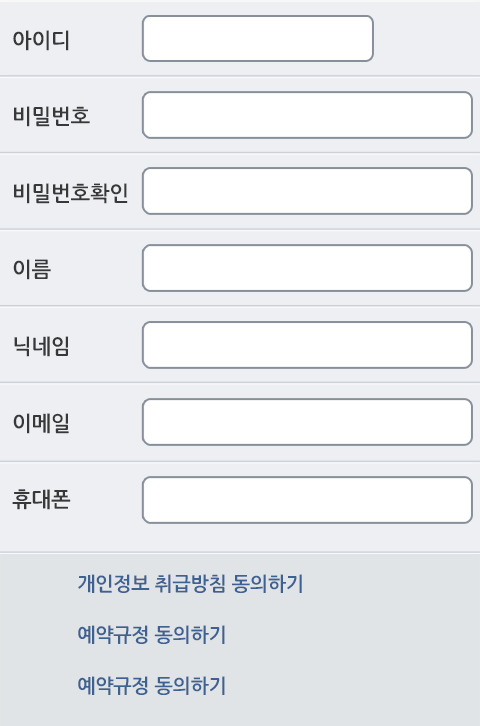 아이디
비밀번호
비밀번호확인
이름
닉네임
이메일
휴대폰
개인정보 취급방침 동의하기
예약규정 동의하기
예약규정 동의하기